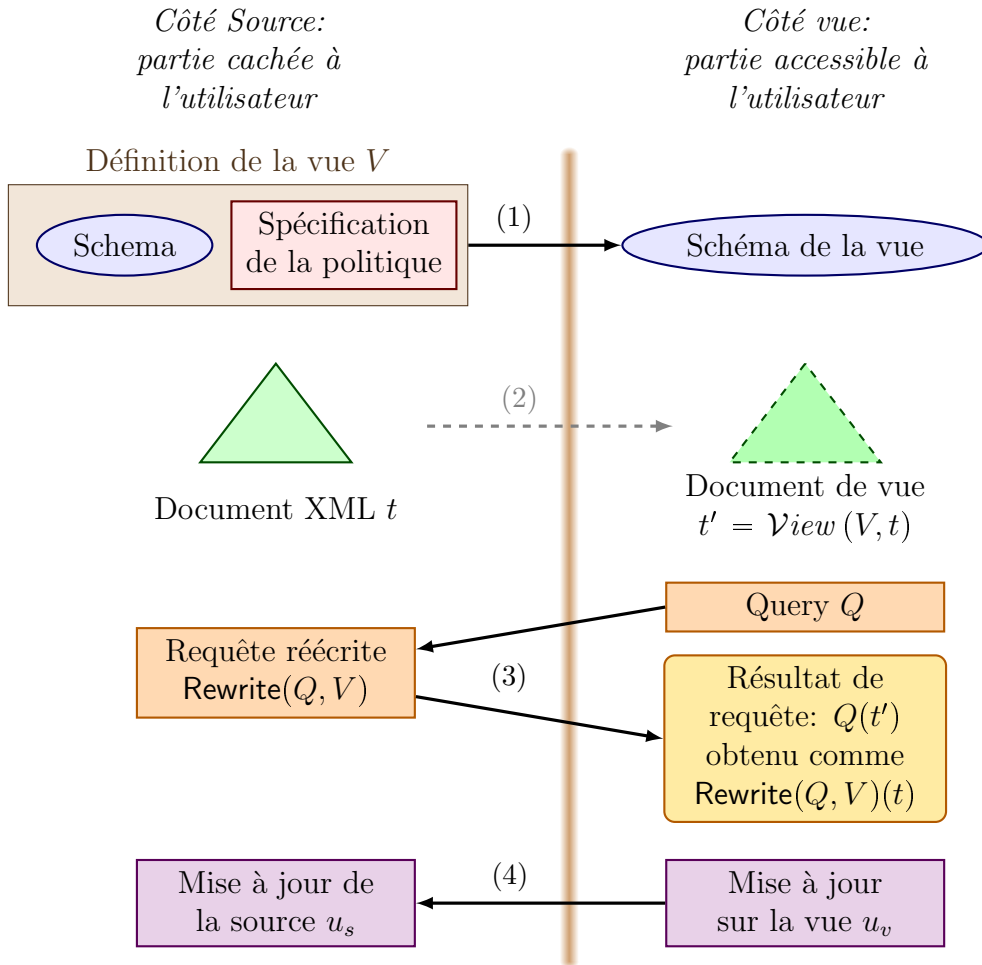 Côté Source:
partie cachée à
l'utilisateur
Côté vue:
partie accessible à
l'utilisateur
Définition de la vue V
Schema
Spécification
de la politique
(1)
Schéma de la vue
(2)
Document XML t
Document de vue
t′ = View (V, t)
Query Q
Requête réécrite
Rewrite(Q, V)
(3)
Résultat de
requête: Q(t′)
obtenu comme
Rewrite(Q, V)(t)
Mise à jour de
la source u_s
(4)
Mise à jour
sur la vue u_v